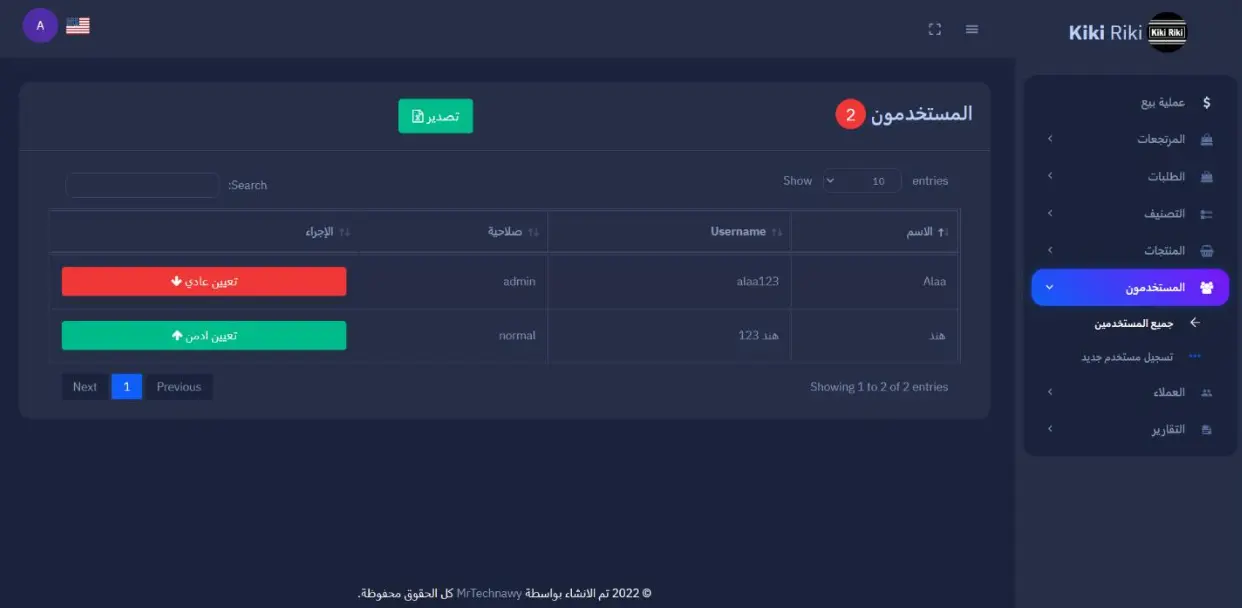 A
Kiki Riki
Kiki Riki
عملية بيع
المرتجعات
الطلبات
التصنيف
المنتجات
المستخدمون
جميع المستخدمين
تسجيل مستخدم جديد
العملاء
التقارير
المستخدمون 2
تصدير
Show 10 entries
Search:
الاسم Username صلاحية الإجراء
Alaa alaa123 admin تعيين عادي
هند هند 123 normal تعيين ادمن
Showing 1 to 2 of 2 entries
Previous 1 Next
© 2022 تم الانشاء بواسطة MrTechnawy كل الحقوق محفوظة.